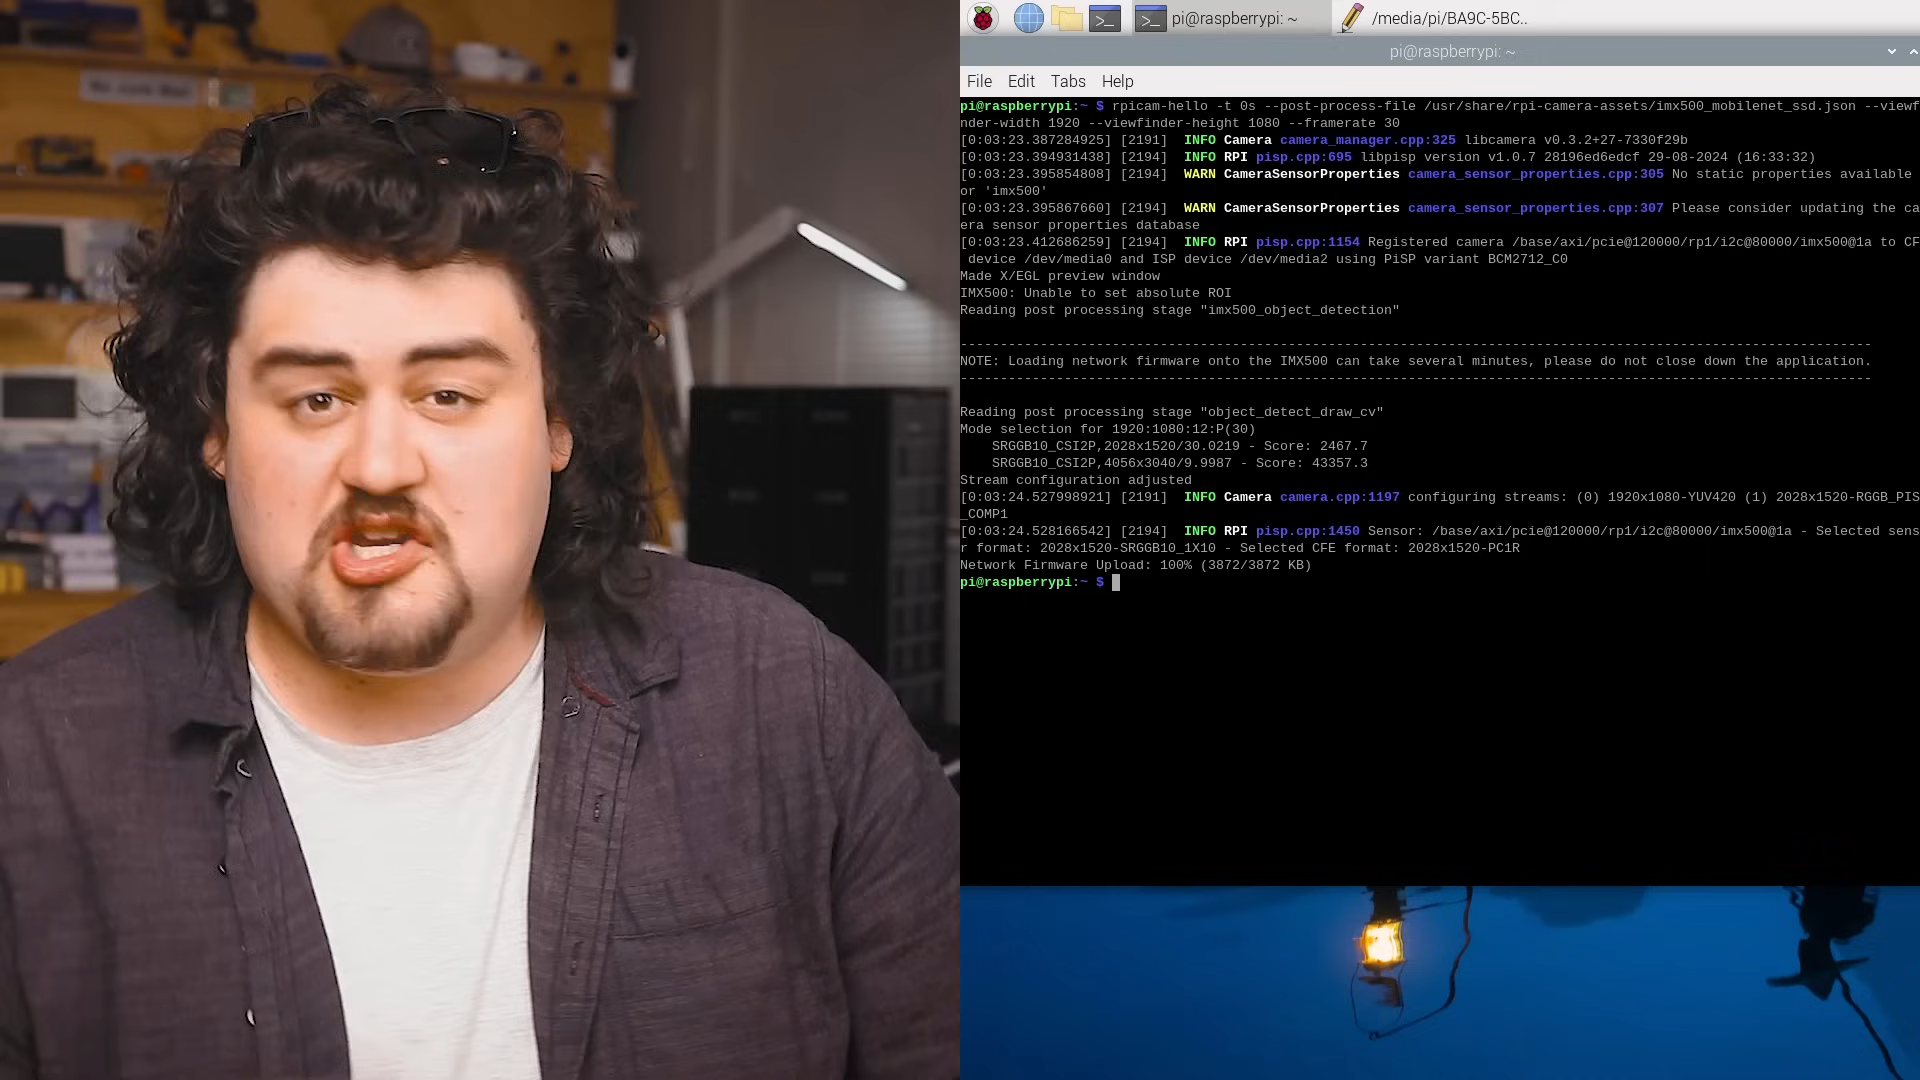 pi@raspberrypi: ~
/media/pi/BA9C-5BC..
pi@raspberrypi: ~
File Edit Tabs Help
pi@raspberrypi:~ $ rpicam-hello -t 0s --post-process-file /usr/share/rpi-camera-assets/imx500_mobilenet_ssd.json --viewf
nder-width 1920 --viewfinder-height 1080 --framerate 30
[0:03:23.387284925] [2191] INFO Camera camera_manager.cpp:325 libcamera v0.3.2+27-7330f29b
[0:03:23.394931438] [2194] INFO RPI pisp.cpp:695 libpisp version v1.0.7 28196ed6edcf 29-08-2024 (16:33:32)
[0:03:23.395854808] [2194] WARN CameraSensorProperties camera_sensor_properties.cpp:305 No static properties available
or 'imx500'
[0:03:23.395867660] [2194] WARN CameraSensorProperties camera_sensor_properties.cpp:307 Please consider updating the ca
era sensor properties database
[0:03:23.412686259] [2194] INFO RPI pisp.cpp:1154 Registered camera /base/axi/pcie@120000/rp1/i2c@80000/imx500@1a to CF
device /dev/media0 and ISP device /dev/media2 using PiSP variant BCM2712_C0
Made X/EGL preview window
IMX500: Unable to set absolute ROI
Reading post processing stage "imx500_object_detection"
------------------------------------------------------------------------------------------------------------------
NOTE: Loading network firmware onto the IMX500 can take several minutes, please do not close down the application.
------------------------------------------------------------------------------------------------------------------
Reading post processing stage "object_detect_draw_cv"
Mode selection for 1920:1080:12:P(30)
SRGGB10_CSI2P,2028x1520/30.0219 - Score: 2467.7
SRGGB10_CSI2P,4056x3040/9.9987 - Score: 43357.3
Stream configuration adjusted
[0:03:24.527998921] [2191] INFO Camera camera.cpp:1197 configuring streams: (0) 1920x1080-YUV420 (1) 2028x1520-RGGB_PIS
_COMP1
[0:03:24.528166542] [2194] INFO RPI pisp.cpp:1450 Sensor: /base/axi/pcie@120000/rp1/i2c@80000/imx500@1a - Selected sens
r format: 2028x1520-SRGGB10_1X10 - Selected CFE format: 2028x1520-PC1R
Network Firmware Upload: 100% (3872/3872 KB)
pi@raspberrypi:~ $